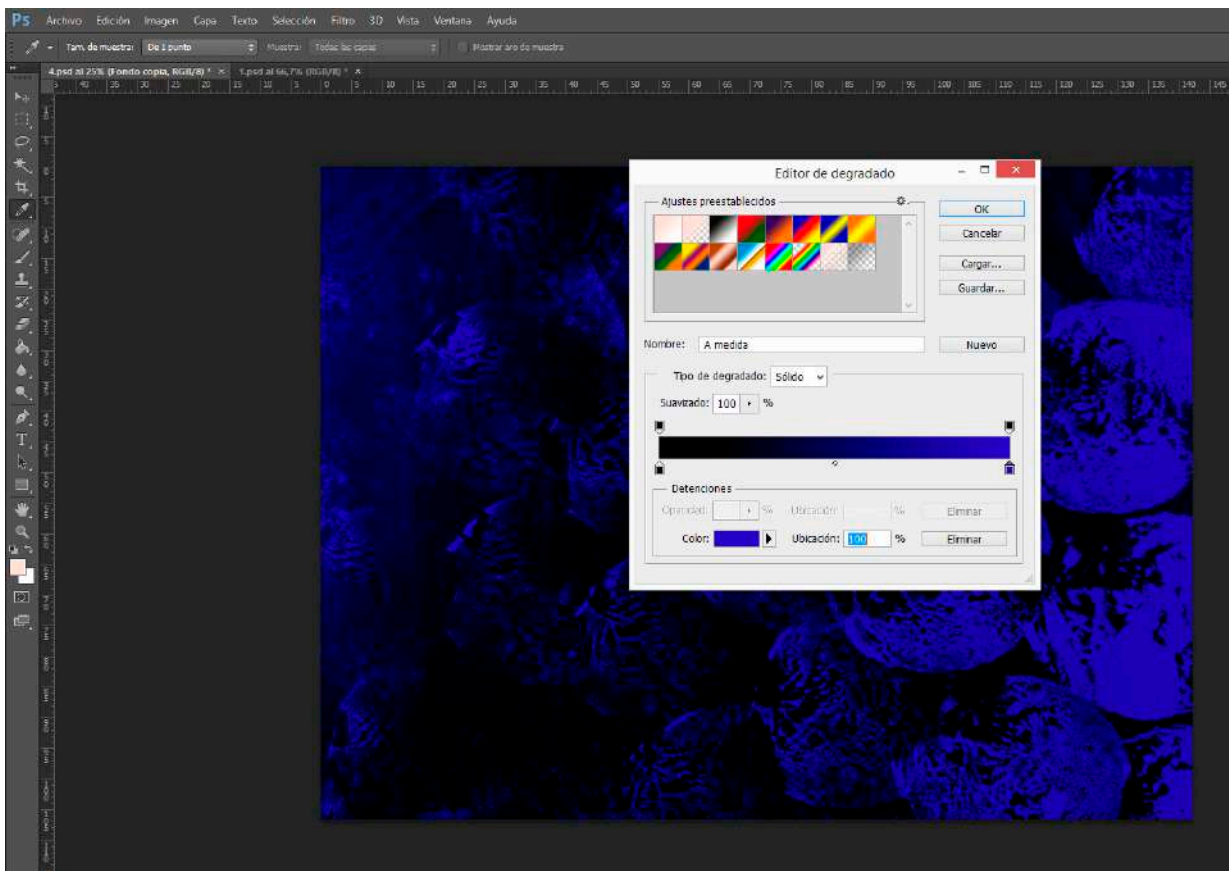 Ps Archivo Edición Imagen Capa Texto Selección Filtro 3D Vista Ventana Ayuda
Tam. de muestra: De 1 punto Muestra: Todas las capas Mostrar aro de muestra
4.psd al 25% (Fondo copia, RGB/8) * × al 66,7% (RGB/8) * ×
Editor de degradado
Ajustes preestablecidos
OK
Cancelar
Cargar...
Guardar...
Nombre: A medida Nuevo
Tipo de degradado: Sólido
Suavizado: 100 %
Detenciones
Opacidad: % Ubicación: % Eliminar
Color: Ubicación: 100 % Eliminar